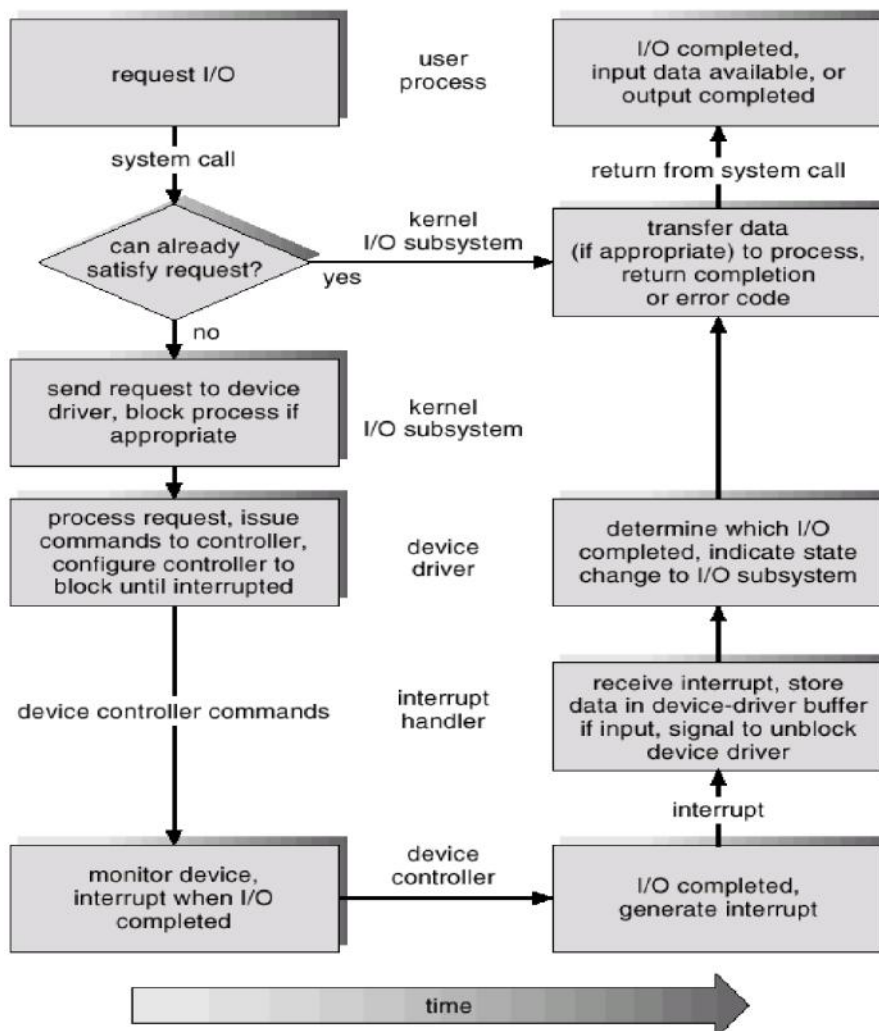 request I/O
user
process
I/O completed,
input data available, or
output completed
system call
return from system call
can already
satisfy request?
kernel
I/O subsystem
yes
transfer data
(if appropriate) to process,
return completion
or error code
no
send request to device
driver, block process if
appropriate
kernel
I/O subsystem
process request, issue
commands to controller,
configure controller to
block until interrupted
device
driver
determine which I/O
completed, indicate state
change to I/O subsystem
device controller commands
interrupt
handler
receive interrupt, store
data in device-driver buffer
if input, signal to unblock
device driver
interrupt
monitor device,
interrupt when I/O
completed
device
controller
I/O completed,
generate interrupt
time